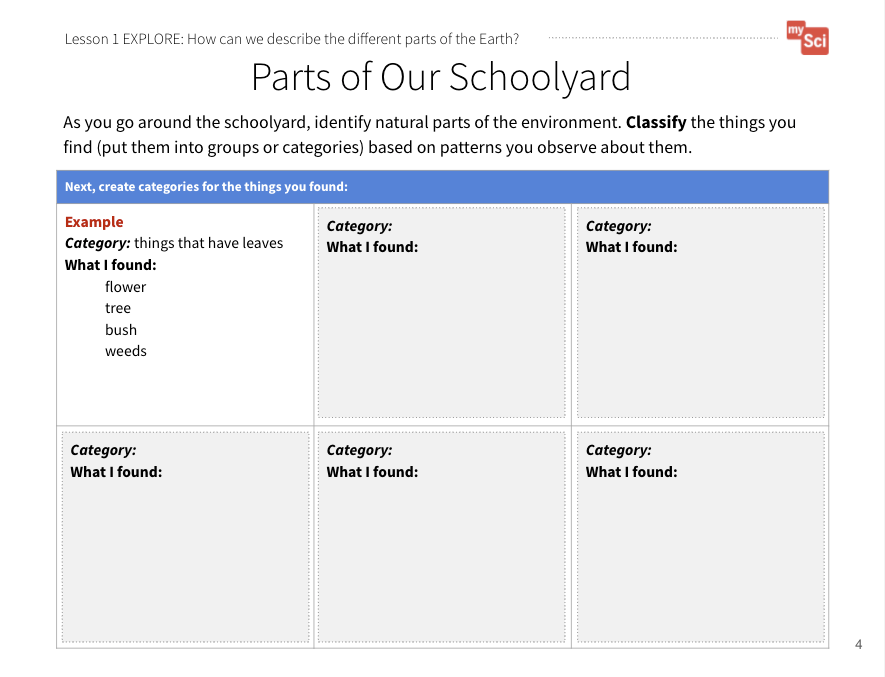 Lesson 1 EXPLORE: How can we describe the different parts of the Earth?
my
Sci
Parts of Our Schoolyard
As you go around the schoolyard, identify natural parts of the environment. Classify the things you
find (put them into groups or categories) based on patterns you observe about them.
Next, create categories for the things you found:
Example
Category: things that have leaves
What I found:
flower
tree
bush
weeds
Category:
What I found:
Category:
What I found:
Category:
What I found:
Category:
What I found:
Category:
What I found:
4